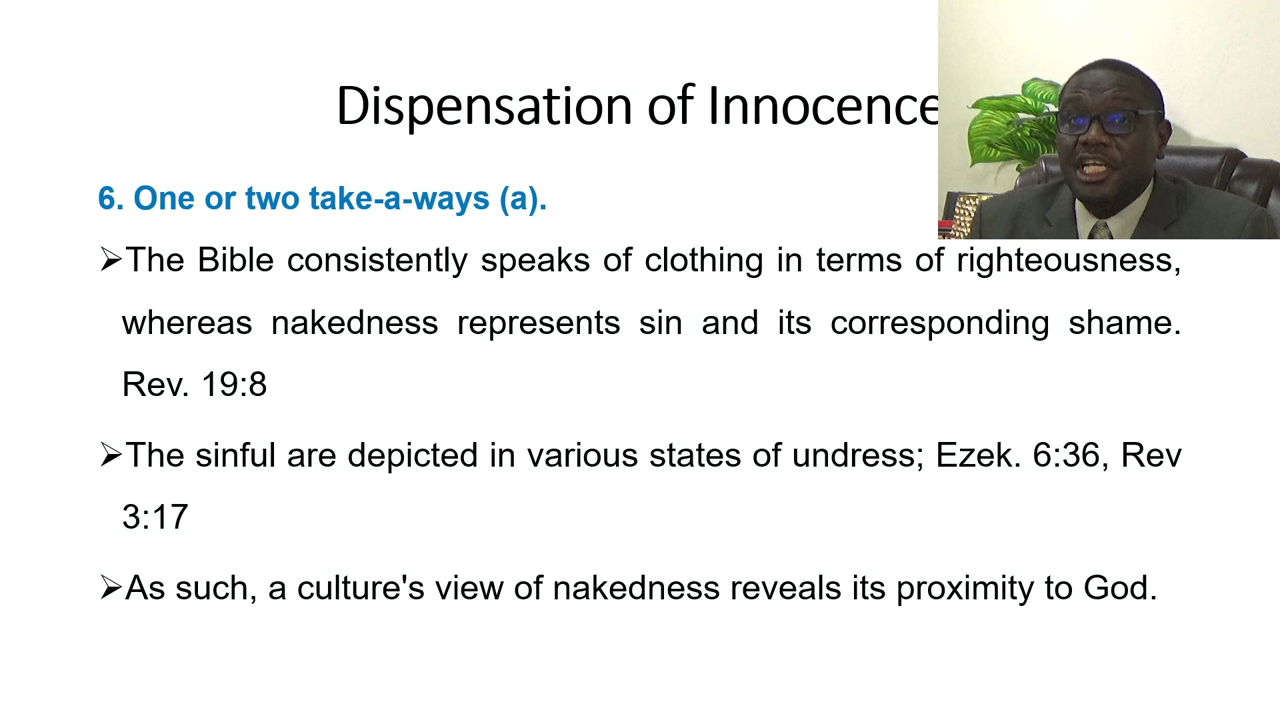 Dispensation of Innocence
6. One or two take-a-ways (a).
➢The Bible consistently speaks of clothing in terms of righteousness,
whereas nakedness represents sin and its corresponding shame.
Rev. 19:8
➢The sinful are depicted in various states of undress; Ezek. 6:36, Rev
3:17
➢As such, a culture's view of nakedness reveals its proximity to God.